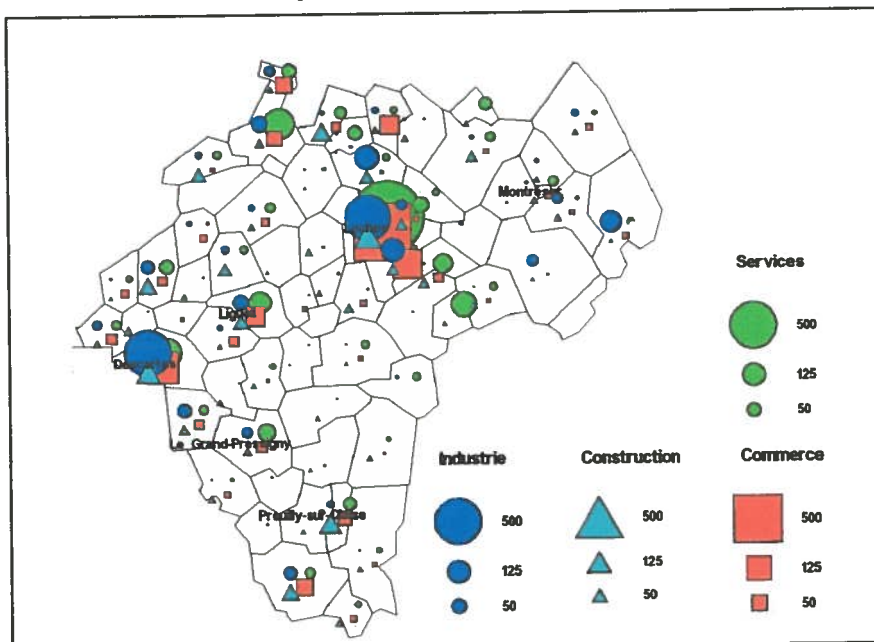 Montrésor
Ligueil
Descartes
Le Grand-Pressigny
Preuilly-sur-Claise
Services
500
125
50
Industrie
500
125
50
Construction
500
125
50
Commerce
500
125
50